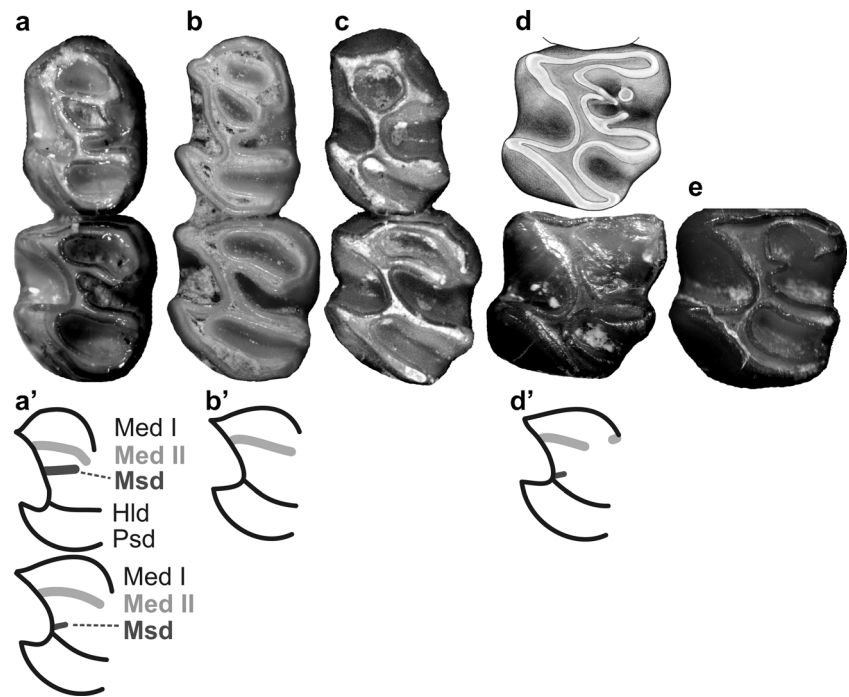 a b c d
e
a’ b’ d’
Med I
Med II
Msd
Hld
Psd
Med I
Med II
Msd